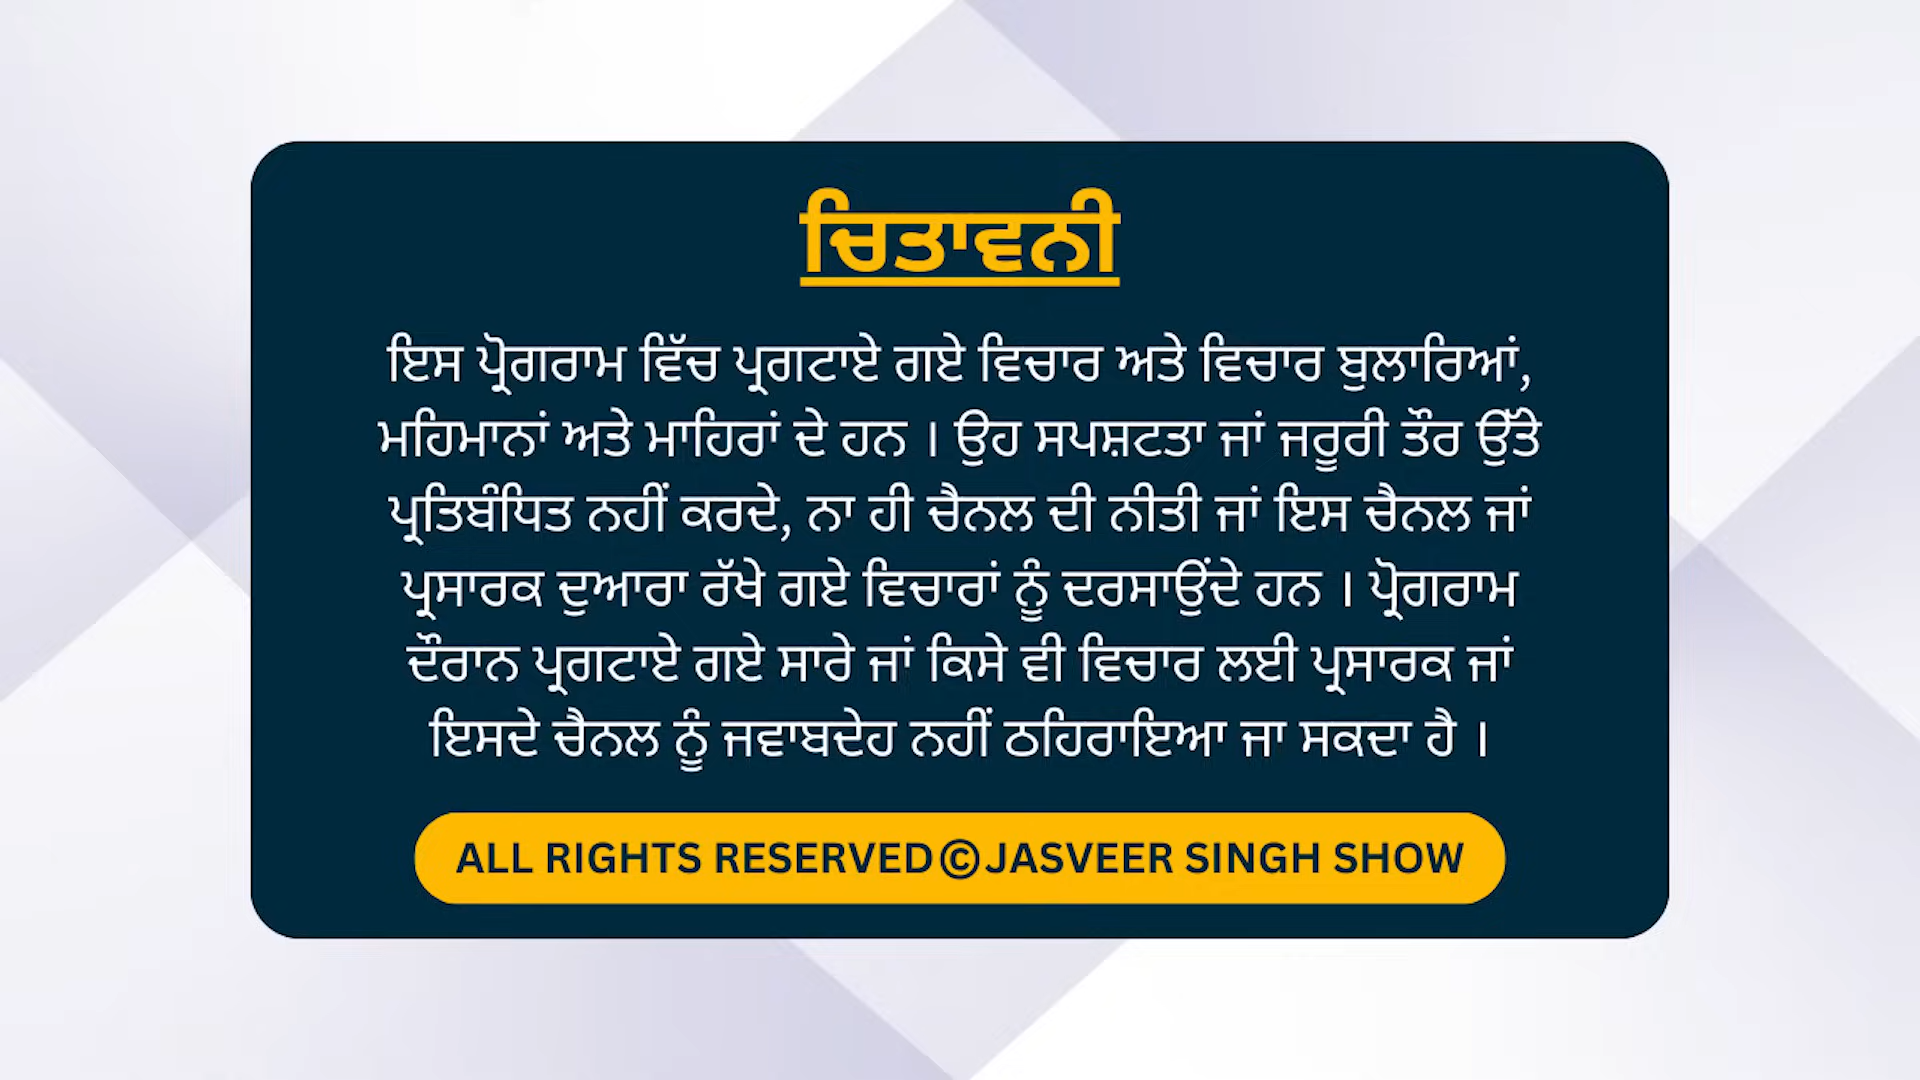 ਚਿਤਾਵਨੀ
ਇਸ ਪ੍ਰੋਗਰਾਮ ਵਿੱਚ ਪ੍ਰਗਟਾਏ ਗਏ ਵਿਚਾਰ ਅਤੇ ਵਿਚਾਰ ਬੁਲਾਰਿਆਂ,
ਮਹਿਮਾਨਾਂ ਅਤੇ ਮਾਹਿਰਾਂ ਦੇ ਹਨ । ਉਹ ਸਪਸ਼ਟਤਾ ਜਾਂ ਜਰੂਰੀ ਤੌਰ ਉੱਤੇ
ਪ੍ਰਤਿਬੰਧਿਤ ਨਹੀਂ ਕਰਦੇ, ਨਾ ਹੀ ਚੈਨਲ ਦੀ ਨੀਤੀ ਜਾਂ ਇਸ ਚੈਨਲ ਜਾਂ
ਪ੍ਰਸਾਰਕ ਦੁਆਰਾ ਰੱਖੇ ਗਏ ਵਿਚਾਰਾਂ ਨੂੰ ਦਰਸਾਉਂਦੇ ਹਨ । ਪ੍ਰੋਗਰਾਮ
ਦੌਰਾਨ ਪ੍ਰਗਟਾਏ ਗਏ ਸਾਰੇ ਜਾਂ ਕਿਸੇ ਵੀ ਵਿਚਾਰ ਲਈ ਪ੍ਰਸਾਰਕ ਜਾਂ
ਇਸਦੇ ਚੈਨਲ ਨੂੰ ਜਵਾਬਦੇਹ ਨਹੀਂ ਠਹਿਰਾਇਆ ਜਾ ਸਕਦਾ ਹੈ ।
ALL RIGHTS RESERVED©JASVEER SINGH SHOW